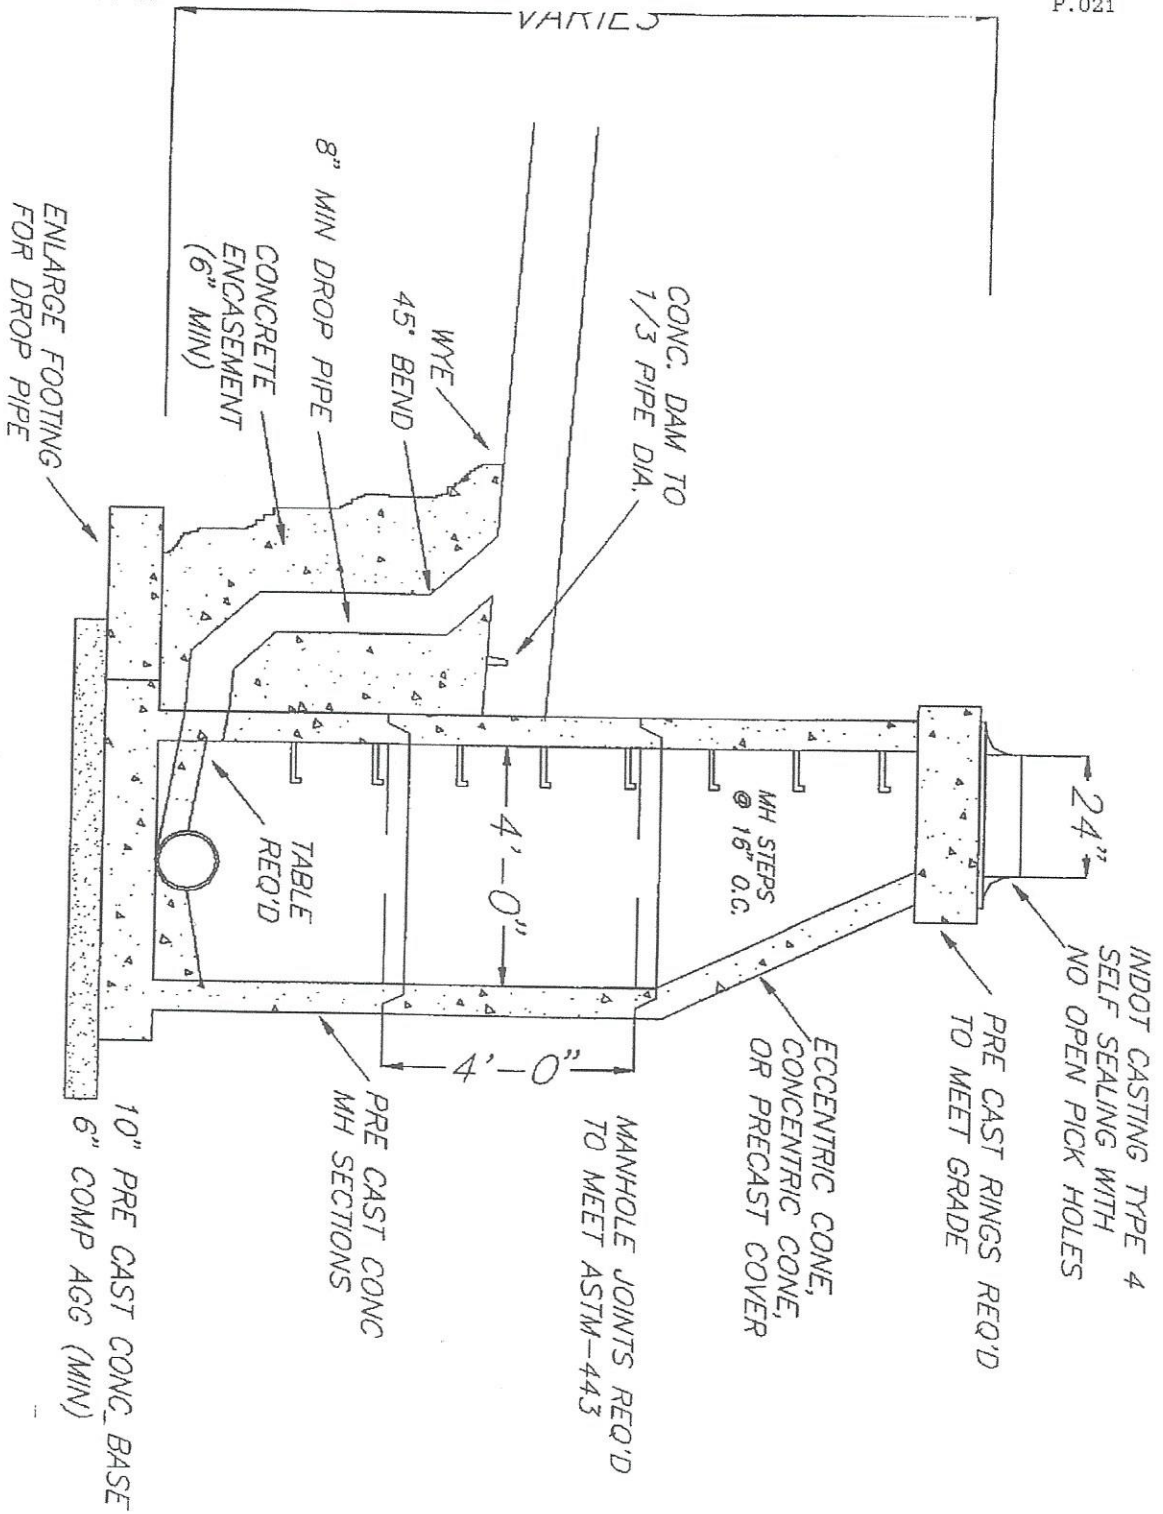 P.021
VARIES
24"
INDOT CASTING TYPE 4
SELF SEALING WITH
NO OPEN PICK HOLES
PRE CAST RINGS REQ'D
TO MEET GRADE
MH STEPS
@ 16" O.C.
ECCENTRIC CONE,
CONCENTRIC CONE,
OR PRECAST COVER
CONC. DAM TO
1/3 PIPE DIA.
4'-0"
4'-0"
MANHOLE JOINTS REQ'D
TO MEET ASTM-443
WYE
45° BEND
8" MIN DROP PIPE
CONCRETE
ENCASEMENT
(6" MIN)
TABLE
REQ'D
PRE CAST CONC
MH SECTIONS
ENLARGE FOOTING
FOR DROP PIPE
10" PRE CAST CONC. BASE
6" COMP AGG (MIN)